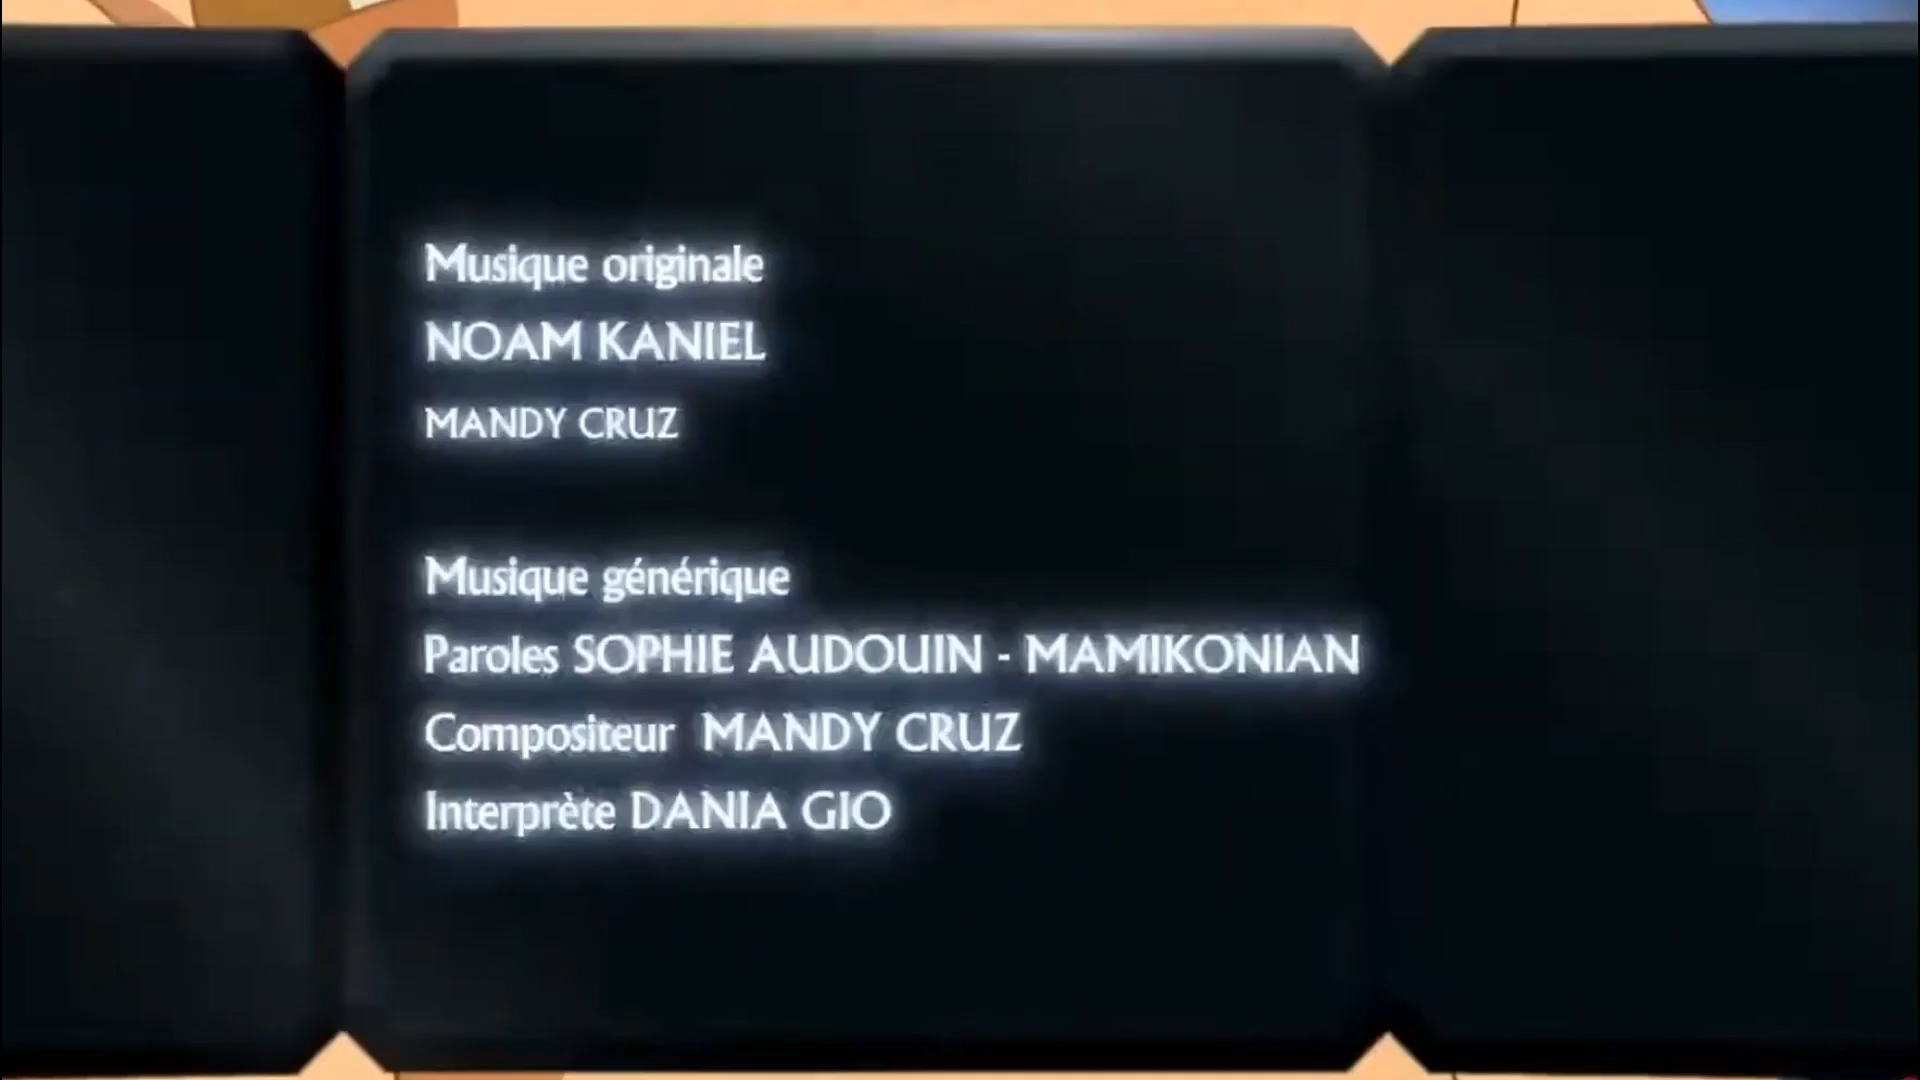 Musique originale
NOAM KANIEL
MANDY CRUZ
Musique générique
Paroles SOPHIE AUDOUIN - MAMIKONIAN
Compositeur MANDY CRUZ
Interprète DANIA GIO